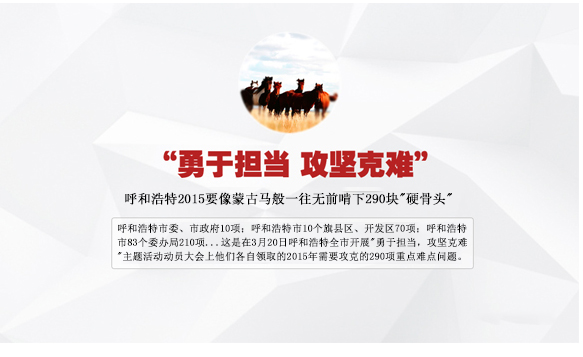 “勇于担当 攻坚克难”
呼和浩特2015要像蒙古马般一往无前啃下290块"硬骨头"
呼和浩特市委、市政府10项；呼和浩特市10个旗县区、开发区70项；呼和浩特
市83个委办局210项...这是在3月20日呼和浩特全市开展"勇于担当，攻坚克难
"主题活动动员大会上他们各自领取的2015年需要攻克的290项重点难点问题。